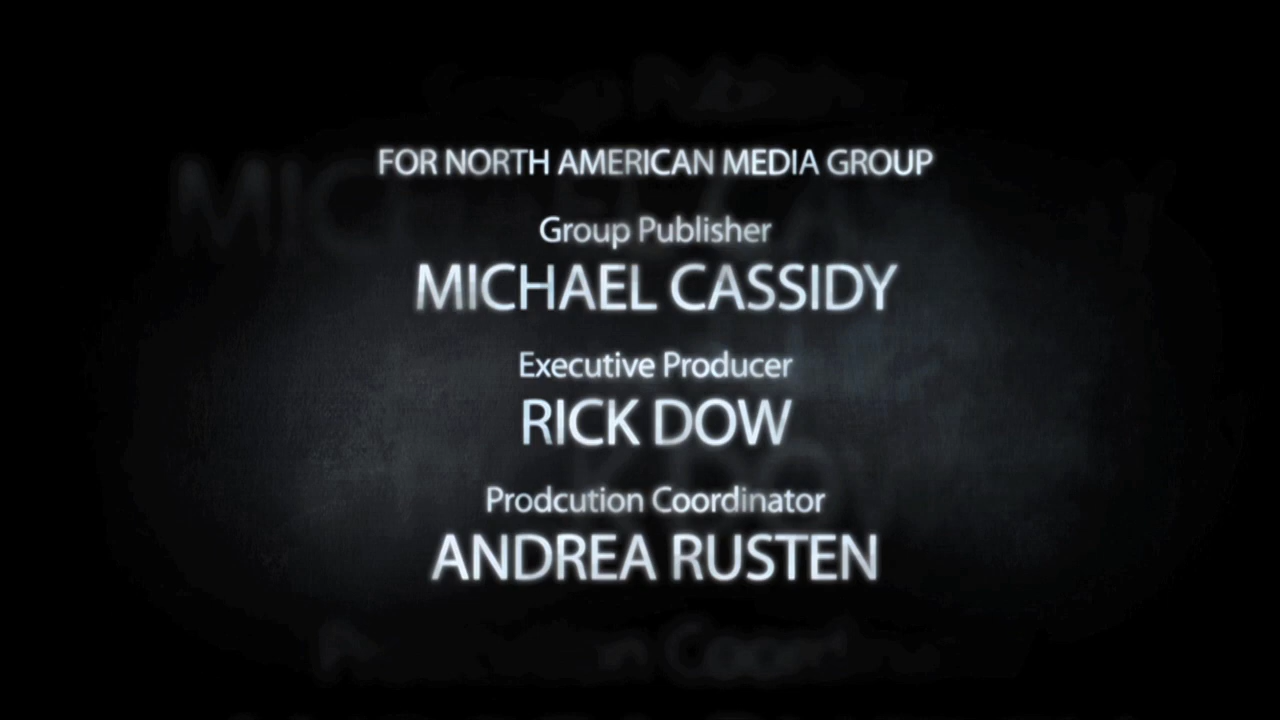 FOR NORTH AMERICAN MEDIA GROUP
Group Publisher
MICHAEL CASSIDY
Executive Producer
RICK DOW
Prodcution Coordinator
ANDREA RUSTEN